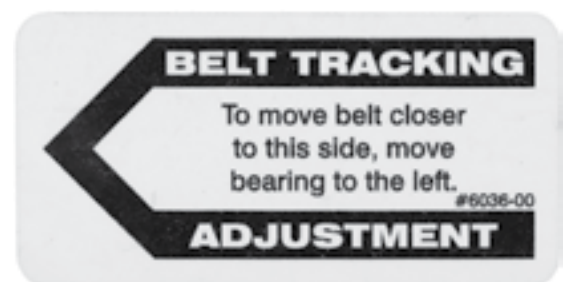 BELT TRACKING
To move belt closer
to this side, move
bearing to the left.
#6036-00
ADJUSTMENT